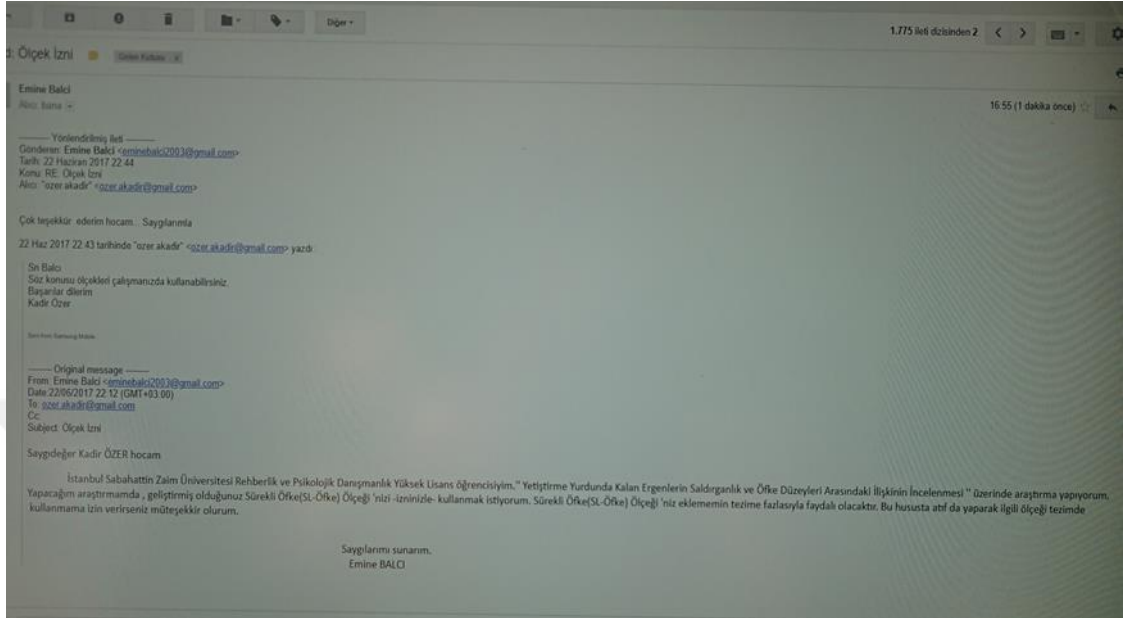 Diğer
1.775 ileti dizisinden 2
Ölçek İzni
Emine Balci
Alıcı: bana
16:55 (1 dakika önce)
Yönlendirilmiş ileti
Gönderen: Emine Balci <eminebalci2003@gmail.com>
Tarih: 22 Haziran 2017 22:44
Konu: RE: Ölçek İzni
Alıcı: "ozer.akadir" <ozer.akadir@gmail.com>
Çok teşekkür ederim hocam... Saygılarımla
22 Haz 2017 22:43 tarihinde "ozer.akadir" <ozer.akadir@gmail.com> yazdı:
Sn Balcı
Söz konusu ölçekleri çalışmanızda kullanabilirsiniz.
Başarılar dilerim
Kadir Özer
-------- Original message --------
From: Emine Balci <eminebalci2003@gmail.com>
Date:22/06/2017 22:12 (GMT+03:00)
To: ozer.akadir@gmail.com
Cc:
Subject: Ölçek İzni
Saygıdeğer Kadir ÖZER hocam
İstanbul Sabahattin Zaim Üniversitesi Rehberlik ve Psikolojik Danışmanlık Yüksek Lisans öğrencisiyim." Yetiştirme Yurdunda Kalan Ergenlerin Saldırganlık ve Öfke Düzeyleri Arasındaki İlişkinin İncelenmesi " üzerinde araştırma yapıyorum,
Yapacağım araştırmamda , geliştirmiş olduğunuz Sürekli Öfke(SL-Öfke) Ölçeği 'nizi -izninizle- kullanmak istiyorum. Sürekli Öfke(SL-Öfke) Ölçeği 'niz eklememin tezime fazlasıyla faydalı olacaktır. Bu hususta atıf da yaparak ilgili ölçeği tezimde
kullanmama izin verirseniz müteşekkir olurum.
Saygılarımı sunarım.
Emine BALCI